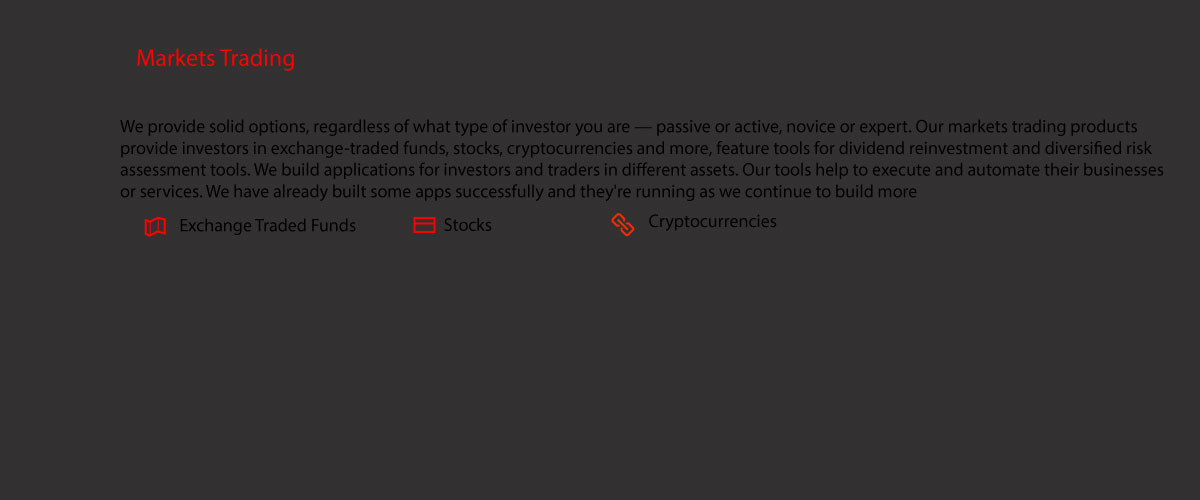 Markets Trading
We provide solid options, regardless of what type of investor you are — passive or active, novice or expert. Our markets trading products
provide investors in exchange-traded funds, stocks, cryptocurrencies and more, feature tools for dividend reinvestment and diversified risk
assessment tools. We build applications for investors and traders in different assets. Our tools help to execute and automate their businesses
or services. We have already built some apps successfully and they're running as we continue to build more
Exchange Traded Funds Stocks Cryptocurrencies